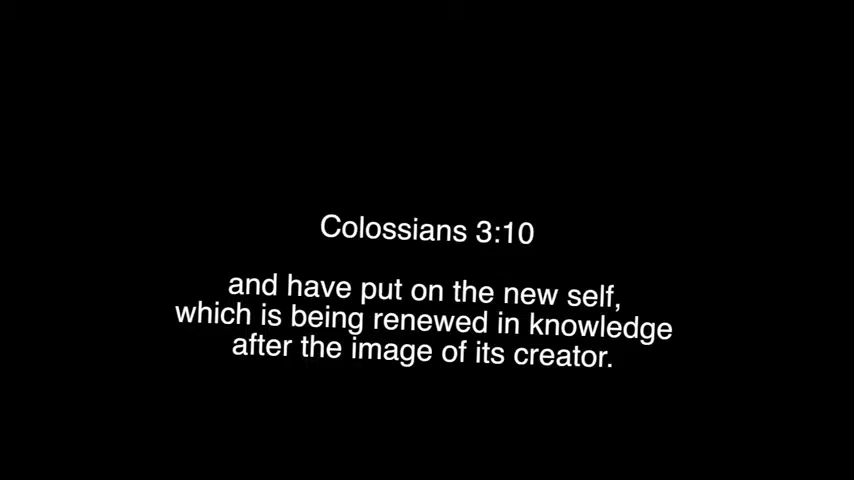 Colossians 3:10
and have put on the new self,
which is being renewed in knowledge
after the image of its creator.